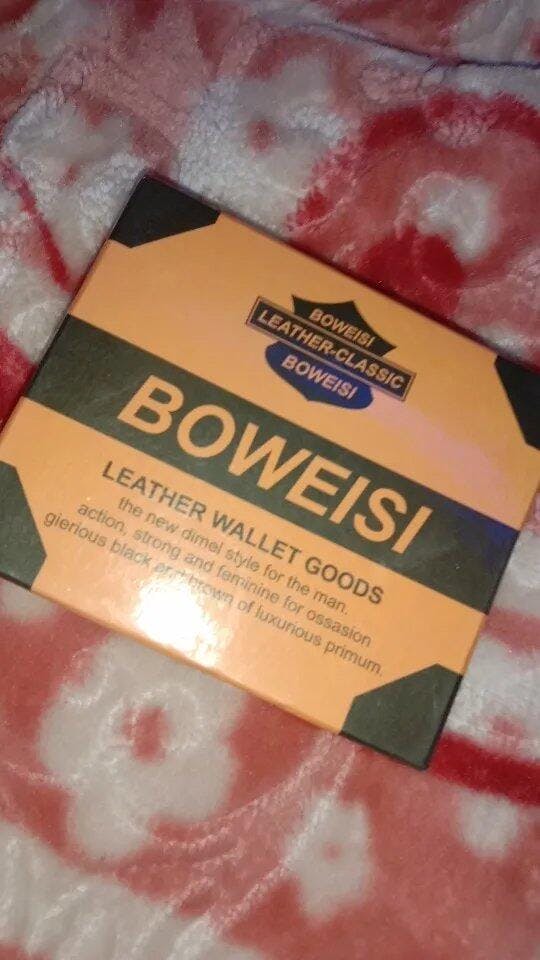 BOWEISI
LEATHER-CLASSIC
BOWEISI
BOWEISI
LEATHER WALLET GOODS
the new dimel style for the man.
action, strong and feminine for ossasion
gierious black and brown of luxurious primum.